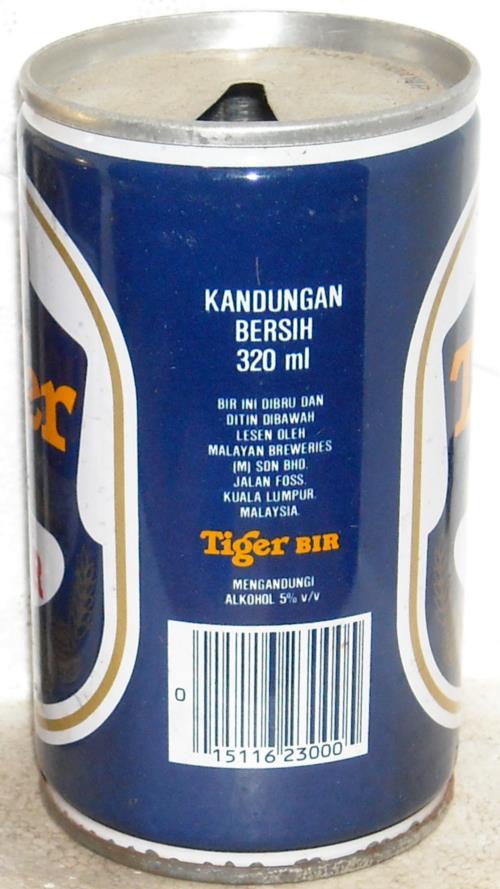 KANDUNGAN
BERSIH
320 ml
BIR INI DIBRU DAN
DITIN DIBAWAH
LESEN OLEH
MALAYAN BREWERIES
(M) SDN BHD.
JALAN FOSS.
KUALA LUMPUR.
MALAYSIA.
Tiger BIR
MENGANDUNGI
ALKOHOL 5% v/v
0 15116 23000
er
T
R